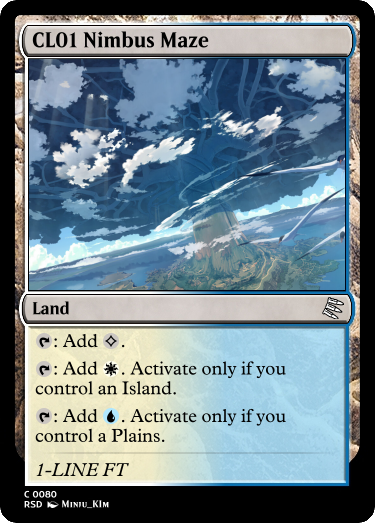 CL01 Nimbus Maze
Land
: Add .
: Add . Activate only if you
control an Island.
: Add . Activate only if you
control a Plains.
1-LINE FT
C 0080
RSD Minju_Kim